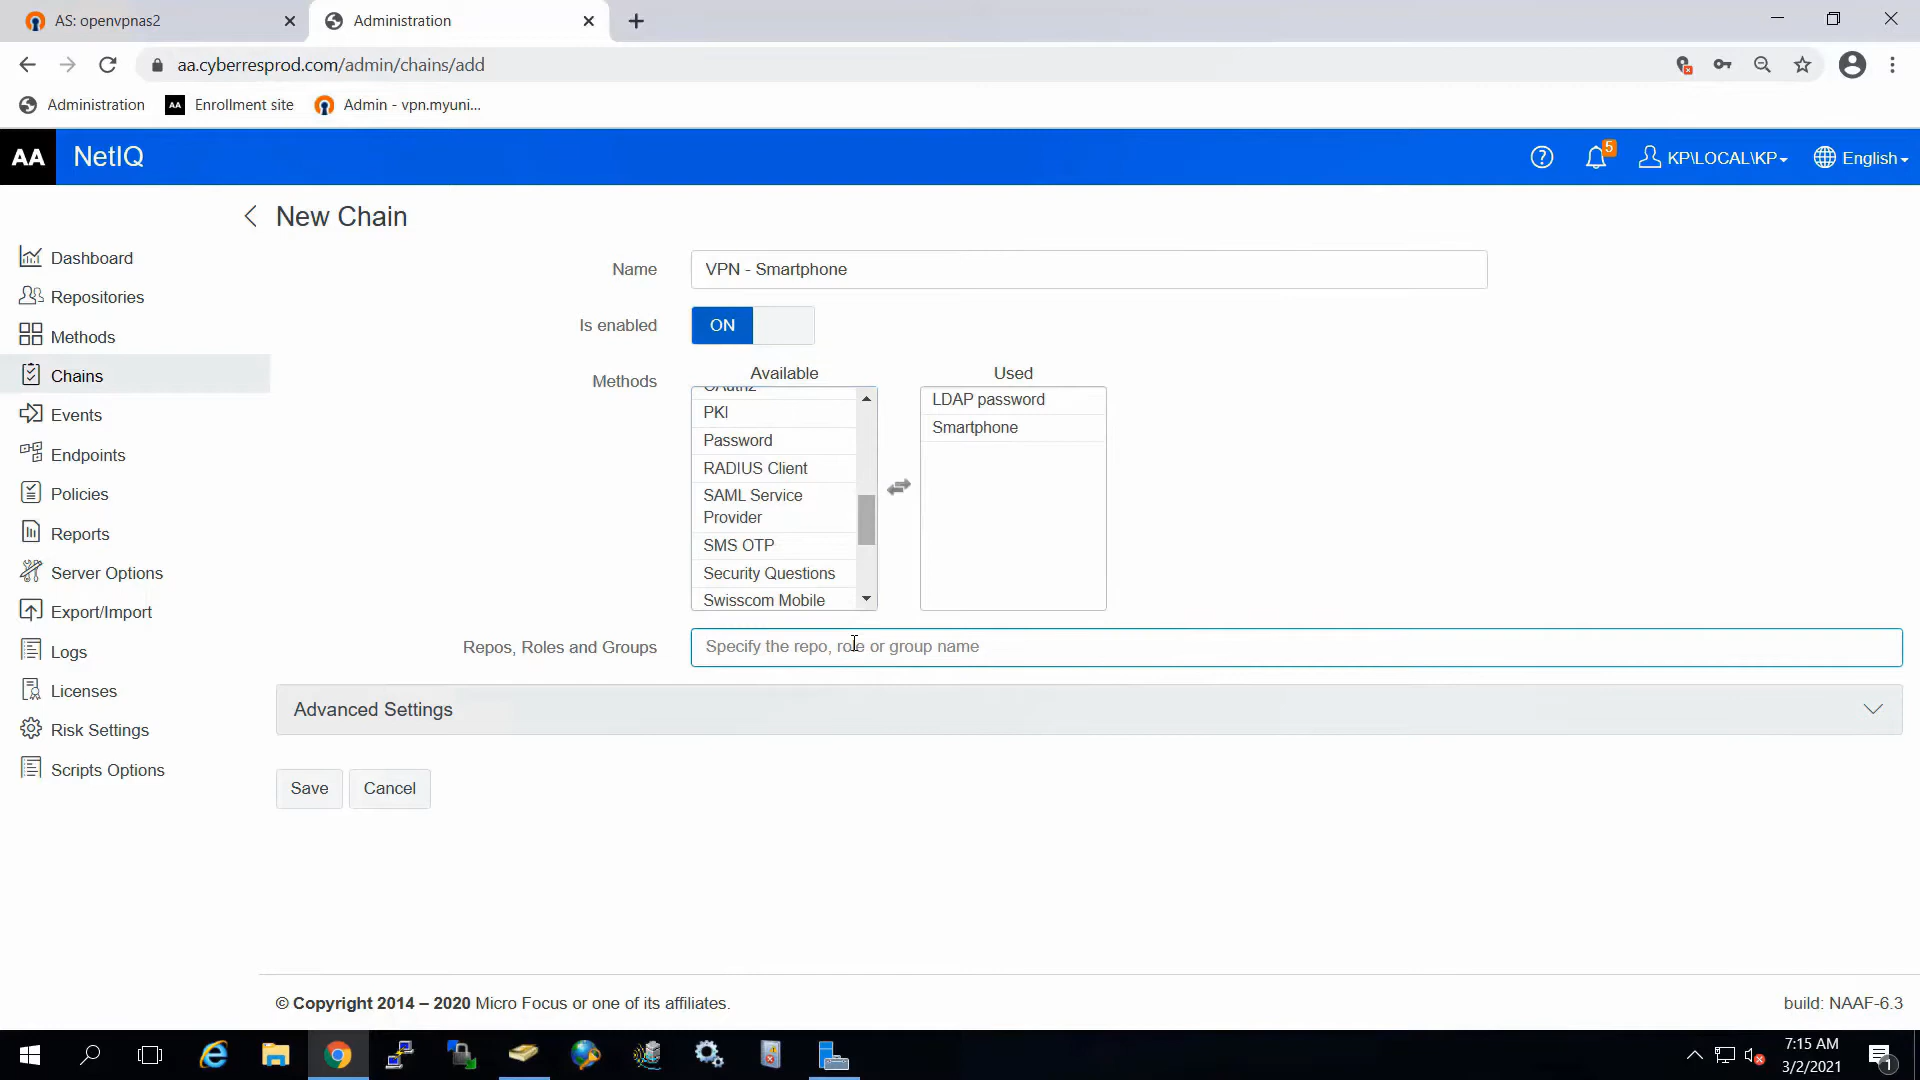 AS: openvpnas2
Administration
aa.cyberresprod.com/admin/chains/add
Administration
AA
Enrollment site
Admin - vpn.myuni...
AA
NetIQ
5
KP\LOCAL\KP
English
New Chain
Dashboard
Repositories
Methods
Chains
Events
Endpoints
Policies
Reports
Server Options
Export/Import
Logs
Licenses
Risk Settings
Scripts Options
Name
VPN - Smartphone
Is enabled
ON
Methods
Available
Used
OAuth2
PKI
Password
RADIUS Client
SAML Service
Provider
SMS OTP
Security Questions
Swisscom Mobile
LDAP password
Smartphone
Repos, Roles and Groups
Specify the repo, role or group name
Advanced Settings
Save
Cancel
© Copyright 2014 – 2020 Micro Focus or one of its affiliates.
build: NAAF-6.3
7:15 AM
3/2/2021
1